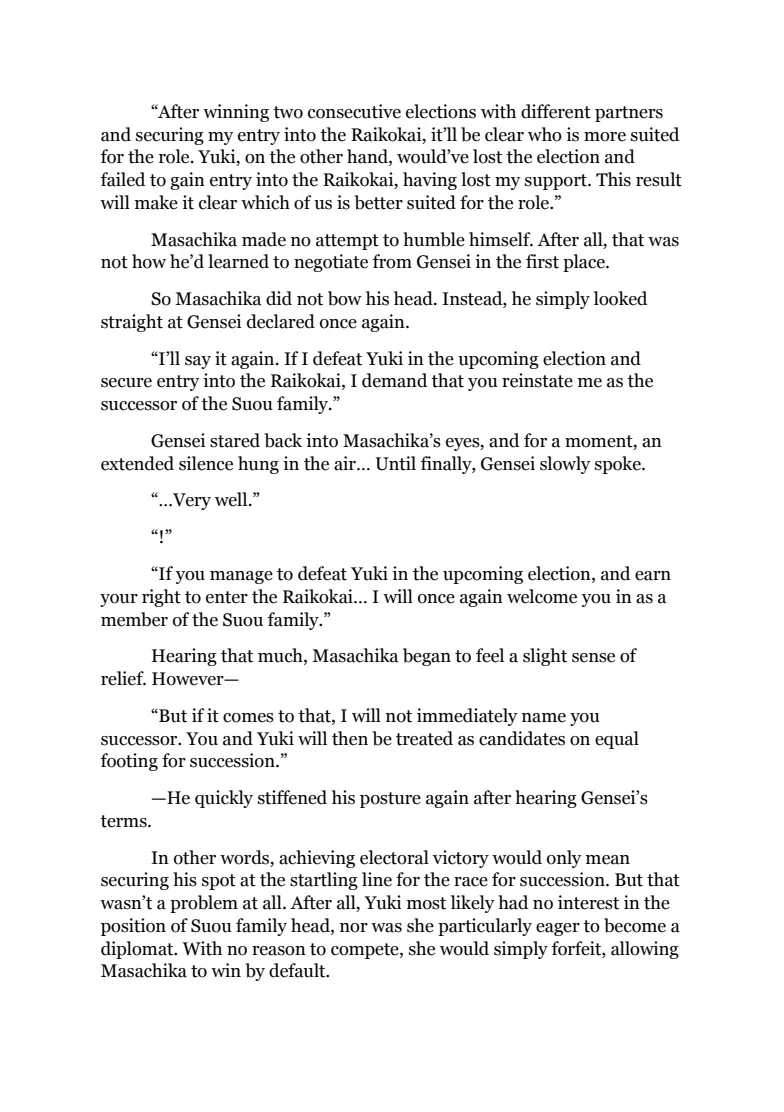 “After winning two consecutive elections with different partners
and securing my entry into the Raikokai, it’ll be clear who is more suited
for the role. Yuki, on the other hand, would’ve lost the election and
failed to gain entry into the Raikokai, having lost my support. This result
will make it clear which of us is better suited for the role.”
Masachika made no attempt to humble himself. After all, that was
not how he’d learned to negotiate from Gensei in the first place.
So Masachika did not bow his head. Instead, he simply looked
straight at Gensei declared once again.
“I’ll say it again. If I defeat Yuki in the upcoming election and
secure entry into the Raikokai, I demand that you reinstate me as the
successor of the Suou family.”
Gensei stared back into Masachika’s eyes, and for a moment, an
extended silence hung in the air... Until finally, Gensei slowly spoke.
“...Very well.”
“!”
“If you manage to defeat Yuki in the upcoming election, and earn
your right to enter the Raikokai... I will once again welcome you in as a
member of the Suou family.”
Hearing that much, Masachika began to feel a slight sense of
relief. However—
“But if it comes to that, I will not immediately name you
successor. You and Yuki will then be treated as candidates on equal
footing for succession.”
—He quickly stiffened his posture again after hearing Gensei’s
terms.
In other words, achieving electoral victory would only mean
securing his spot at the startling line for the race for succession. But that
wasn’t a problem at all. After all, Yuki most likely had no interest in the
position of Suou family head, nor was she particularly eager to become a
diplomat. With no reason to compete, she would simply forfeit, allowing
Masachika to win by default.